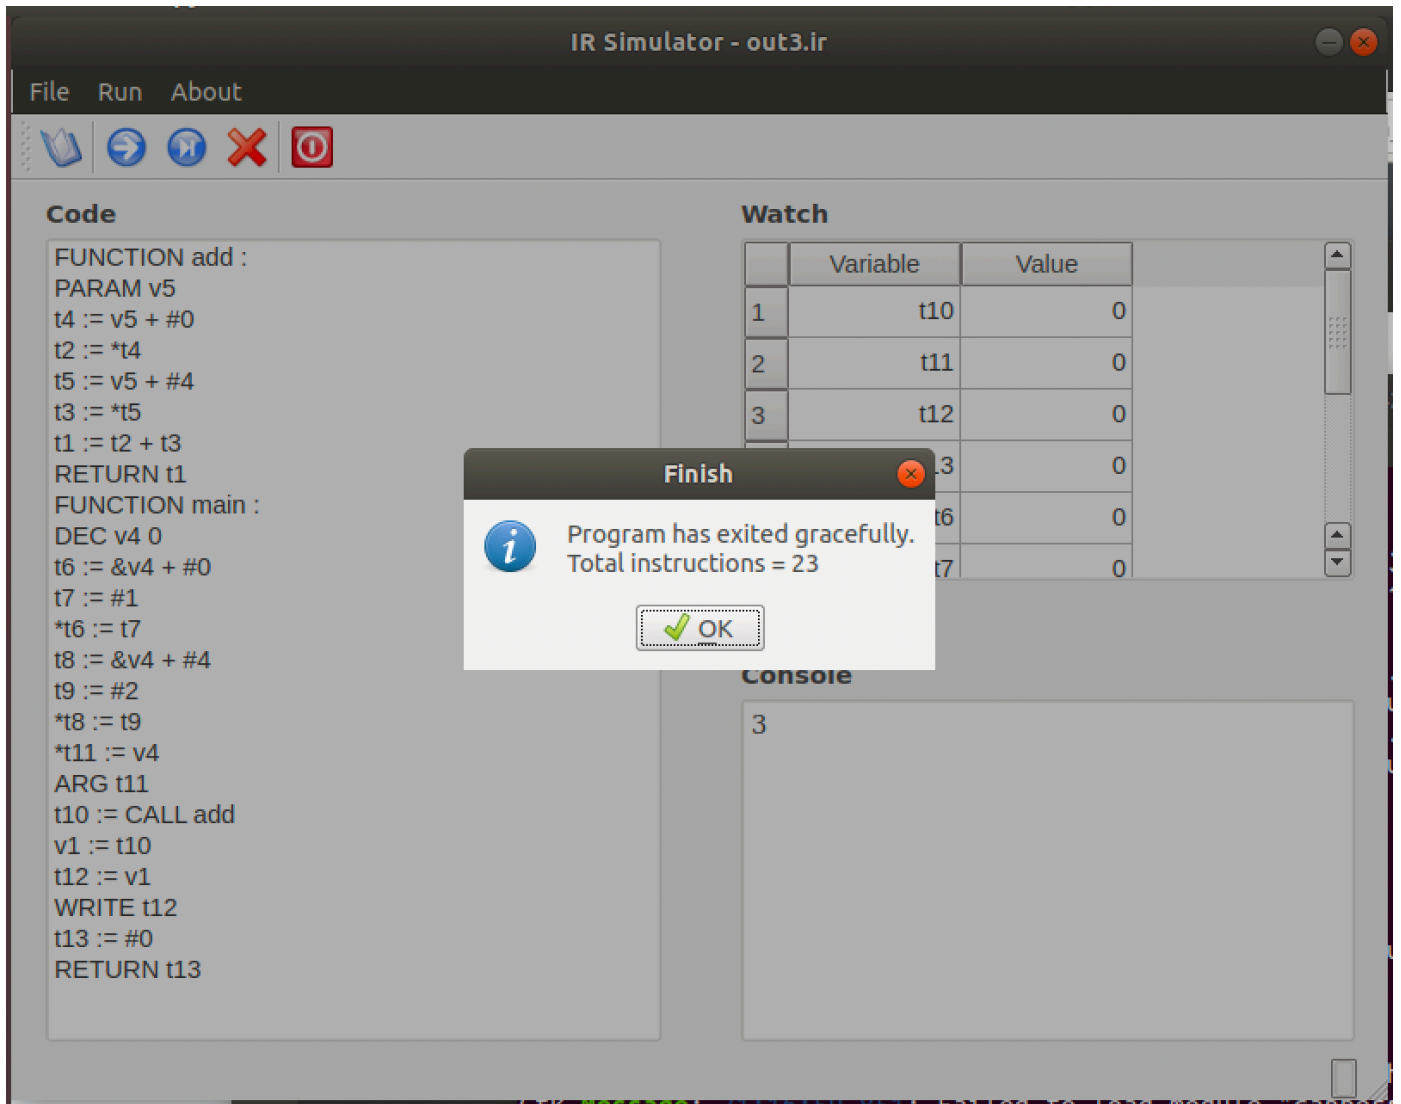 IR Simulator - out3.ir
File Run About
Code
FUNCTION add :
PARAM v5
t4 := v5 + #0
t2 := *t4
t5 := v5 + #4
t3 := *t5
t1 := t2 + t3
RETURN t1
FUNCTION main :
DEC v4 0
t6 := &v4 + #0
t7 := #1
*t6 := t7
t8 := &v4 + #4
t9 := #2
*t8 := t9
*t11 := v4
ARG t11
t10 := CALL add
v1 := t10
t12 := v1
WRITE t12
t13 := #0
RETURN t13
Watch
Variable Value
1 t10 0
2 t11 0
3 t12 0
.3 0
t6 0
t7 0
Finish
Program has exited gracefully.
Total instructions = 23
OK
Console
3